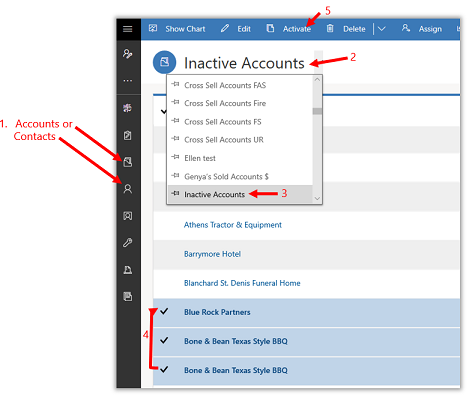 5
Show Chart Edit Activate Delete Assign
Inactive Accounts
2
Cross Sell Accounts FAS
Cross Sell Accounts Fire
Cross Sell Accounts FS
Cross Sell Accounts UR
Ellen test
Genya's Sold Accounts $
Inactive Accounts
3
1. Accounts or
Contacts
Athens Tractor & Equipment
Barrymore Hotel
Blanchard St. Denis Funeral Home
Blue Rock Partners
4
Bone & Bean Texas Style BBQ
Bone & Bean Texas Style BBQ